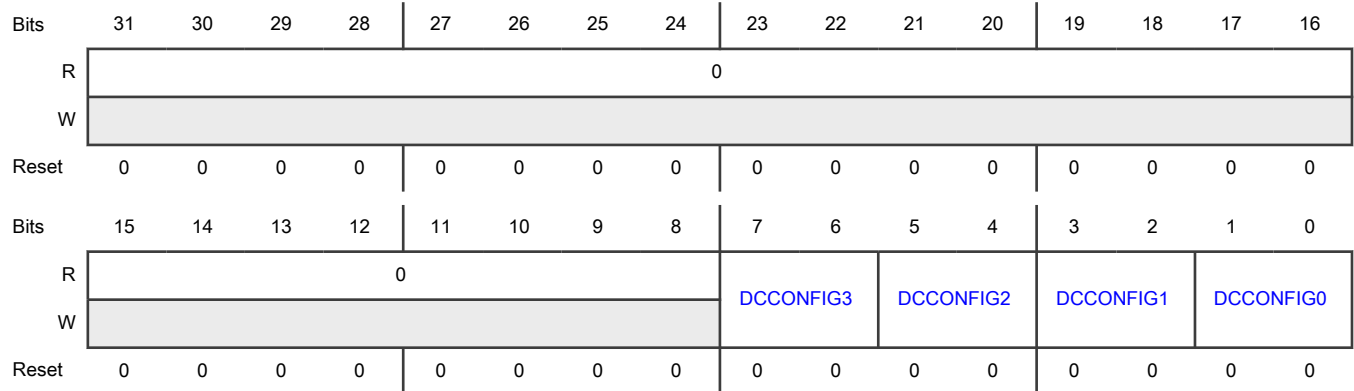 Bits 31 30 29 28 27 26 25 24 23 22 21 20 19 18 17 16
R 0
W
Reset 0 0 0 0 0 0 0 0 0 0 0 0 0 0 0 0
Bits 15 14 13 12 11 10 9 8 7 6 5 4 3 2 1 0
R 0 DCCONFIG3 DCCONFIG2 DCCONFIG1 DCCONFIG0
W
Reset 0 0 0 0 0 0 0 0 0 0 0 0 0 0 0 0